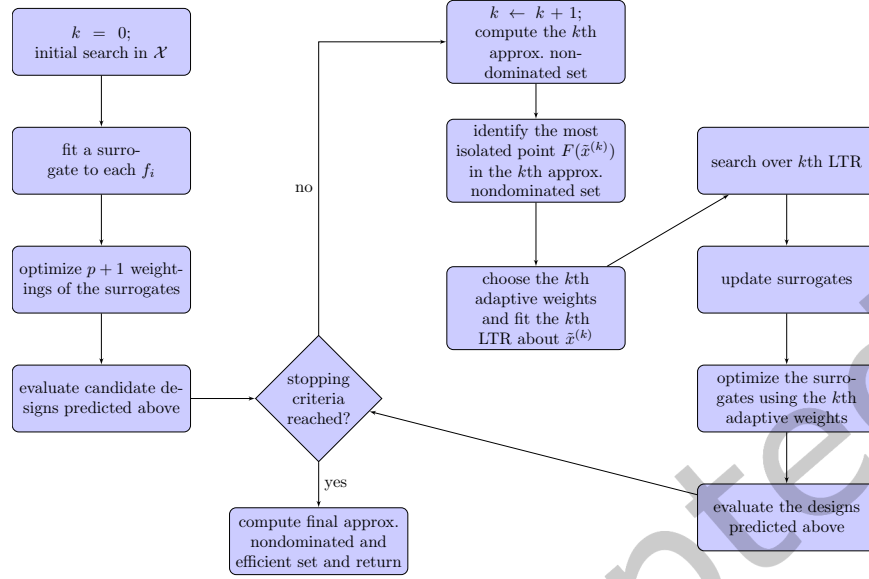 k = 0;
initial search in 𝒳
fit a surro-
gate to each f_i
optimize p + 1 weight-
ings of the surrogates
evaluate candidate de-
signs predicted above
stopping
criteria
reached?
no
yes
compute final approx.
nondominated and
efficient set and return
k ← k + 1;
compute the kth
approx. non-
dominated set
identify the most
isolated point F(x̃^(k))
in the kth approx.
nondominated set
choose the kth
adaptive weights
and fit the kth
LTR about x̃^(k)
search over kth LTR
update surrogates
optimize the surro-
gates using the kth
adaptive weights
evaluate the designs
predicted above